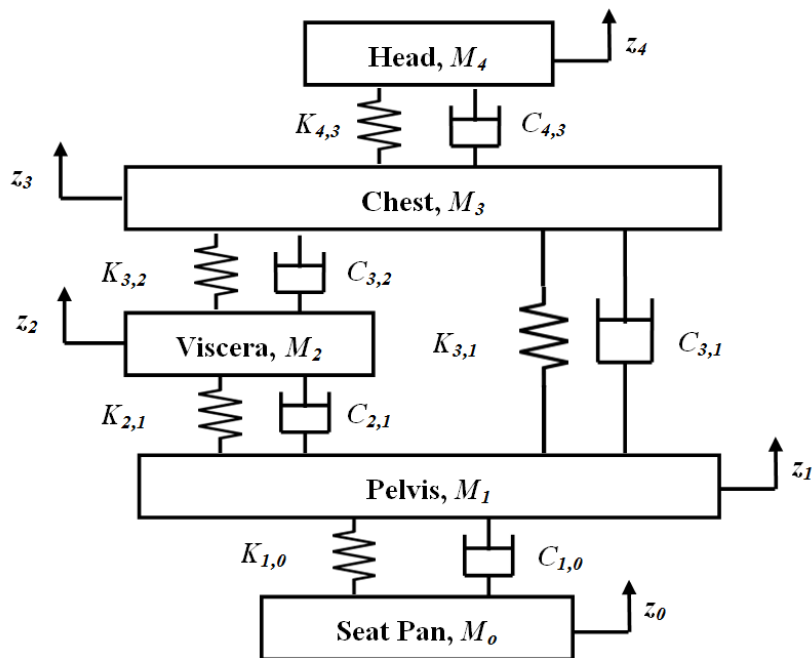 Head, M4
z4
K4,3
C4,3
z3
Chest, M3
K3,2
C3,2
z2
Viscera, M2
K3,1
C3,1
K2,1
C2,1
Pelvis, M1
z1
K1,0
C1,0
Seat Pan, Mo
z0